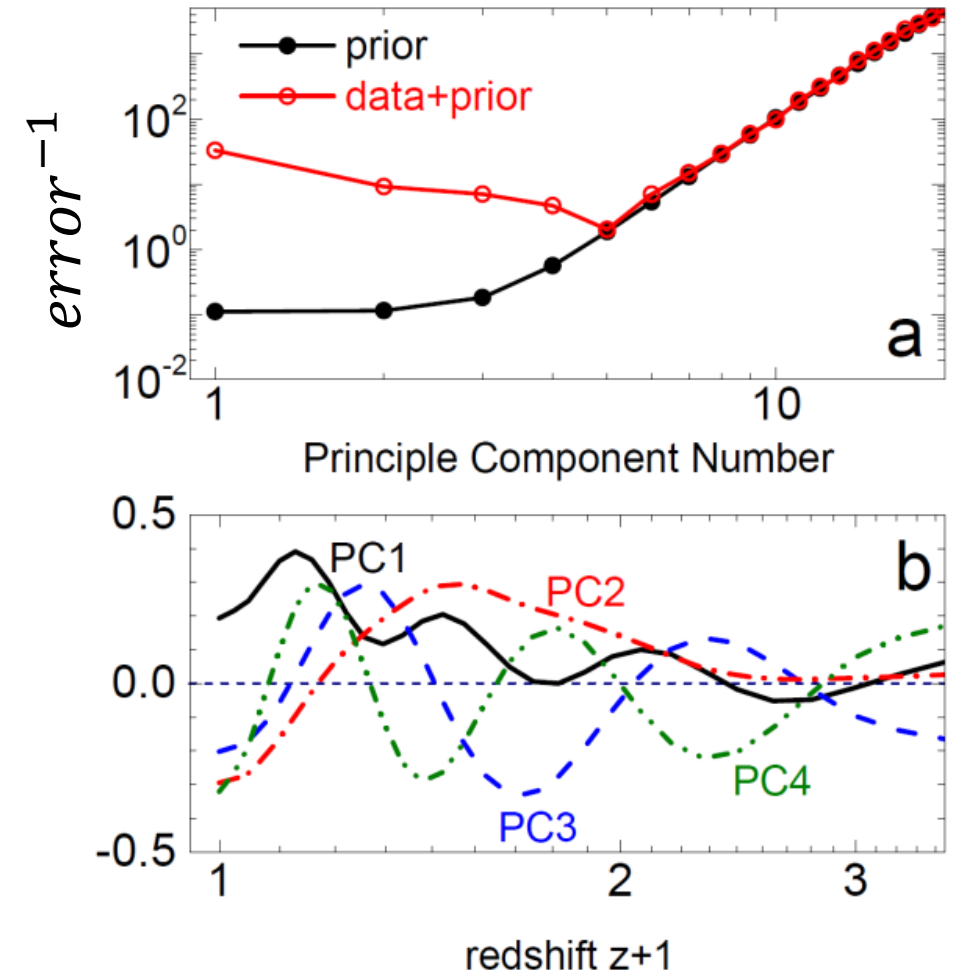 prior
data+prior
10²
10⁰
10⁻²
error⁻¹
a
1 10
Principle Component Number
0.5
0.0
-0.5
b
PC1
PC2
PC3
PC4
1 2 3
redshift z+1